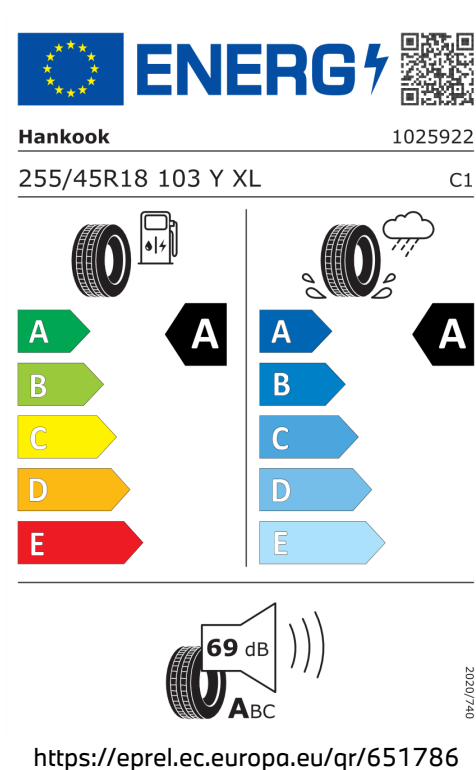 ENERG
Hankook 1025922
255/45R18 103 Y XL C1
A A A A
B B
C C
D D
E E
69 dB
ABC
2020/740
https://eprel.ec.europa.eu/qr/651786